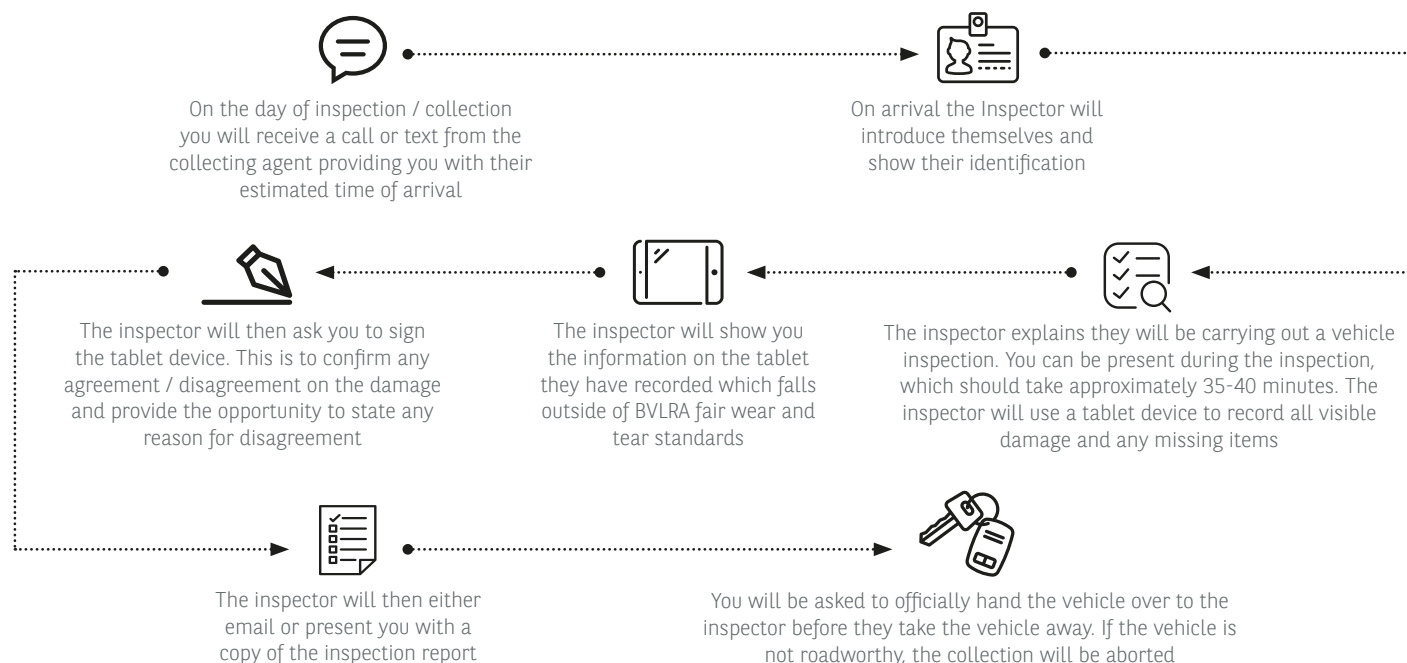 On the day of inspection / collection
you will receive a call or text from the
collecting agent providing you with their
estimated time of arrival
On arrival the Inspector will
introduce themselves and
show their identification
The inspector explains they will be carrying out a vehicle
inspection. You can be present during the inspection,
which should take approximately 35-40 minutes. The
inspector will use a tablet device to record all visible
damage and any missing items
The inspector will show you
the information on the tablet
they have recorded which falls
outside of BVLRA fair wear and
tear standards
The inspector will then ask you to sign
the tablet device. This is to confirm any
agreement / disagreement on the damage
and provide the opportunity to state any
reason for disagreement
The inspector will then either
email or present you with a
copy of the inspection report
You will be asked to officially hand the vehicle over to the
inspector before they take the vehicle away. If the vehicle is
not roadworthy, the collection will be aborted